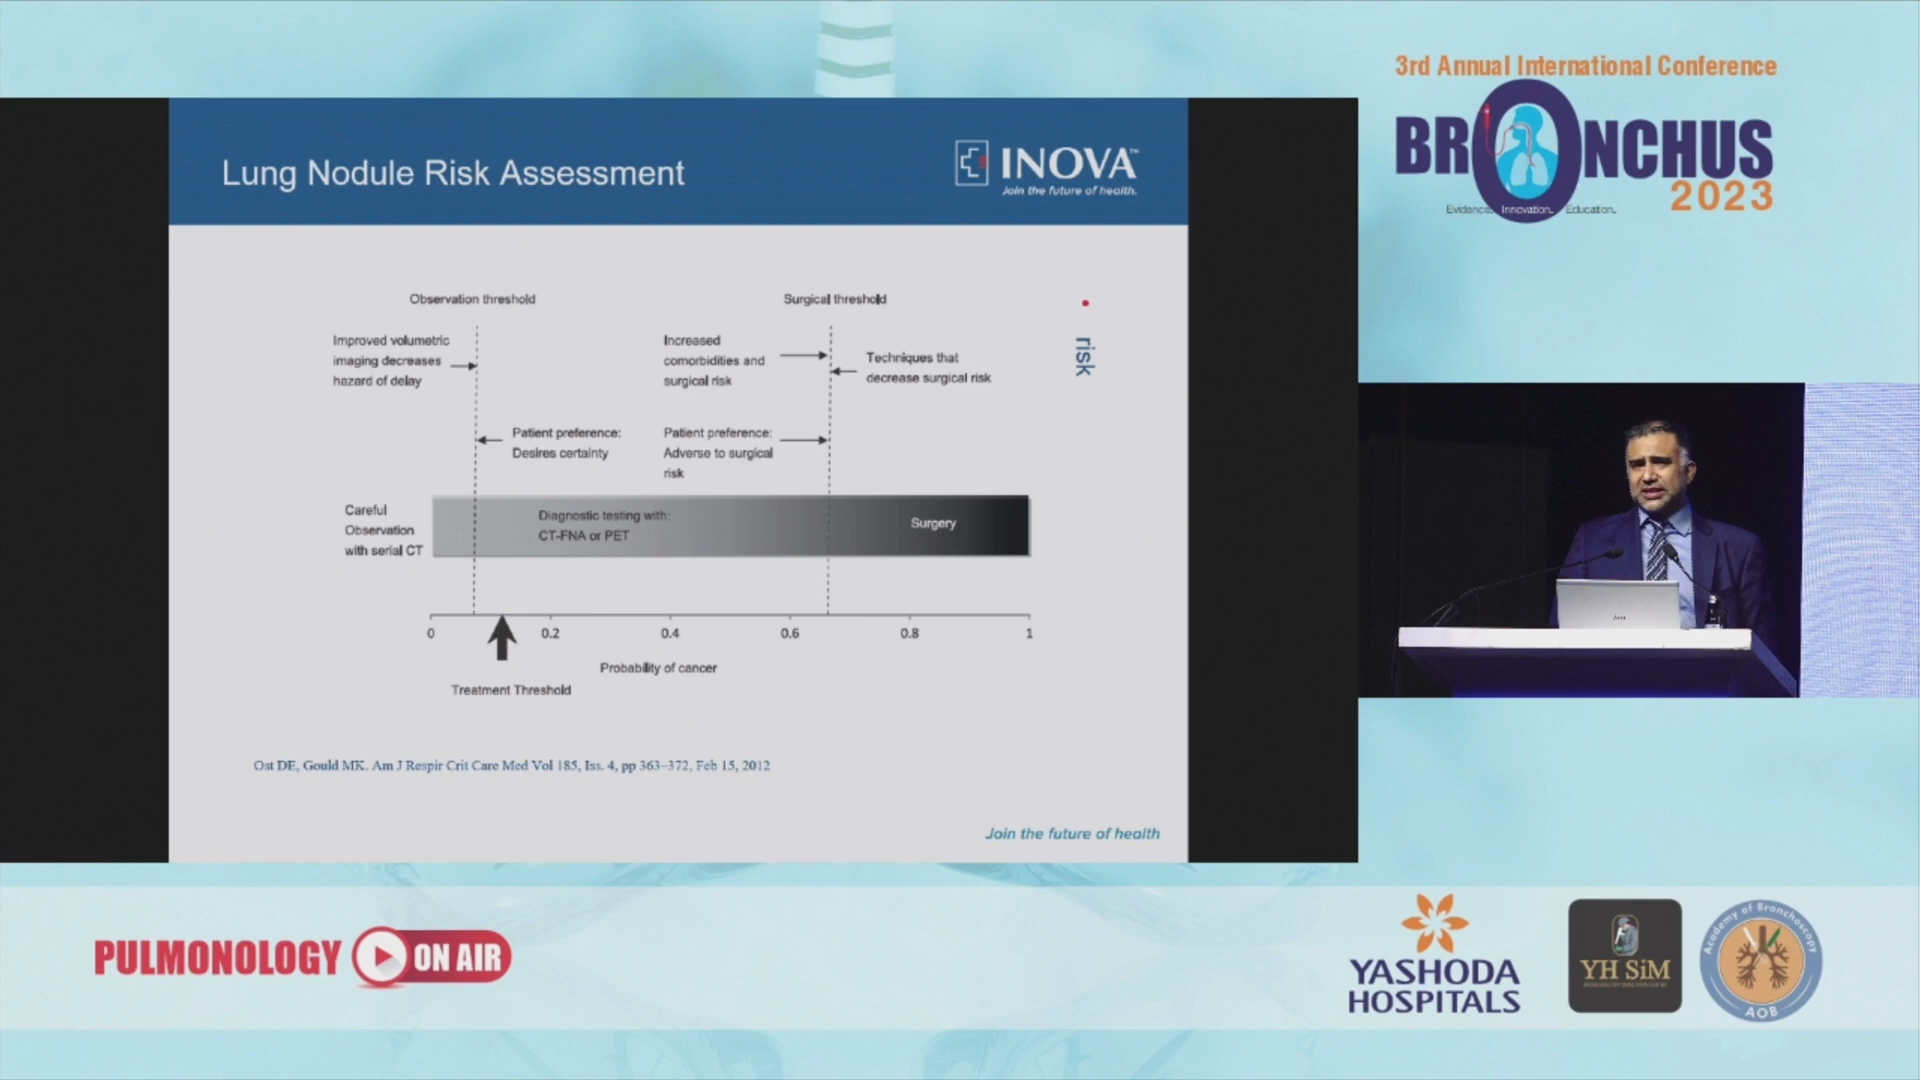 3rd Annual International Conference
BRONCHUS
2023
Evidence. Innovation. Education.
Lung Nodule Risk Assessment
INOVA™
Join the future of health.
Observation threshold
Surgical threshold
Improved volumetric
imaging decreases
hazard of delay
Increased
comorbidities and
surgical risk
Techniques that
decrease surgical risk
• risk
Patient preference:
Desires certainty
Patient preference:
Adverse to surgical
risk
Careful
Observation
with serial CT
Diagnostic testing with:
CT-FNA or PET
Surgery
0 0.2 0.4 0.6 0.8 1
Probability of cancer
Treatment Threshold
Ost DE, Gould MK. Am J Respir Crit Care Med Vol 185, Iss. 4, pp 363–372, Feb 15, 2012
Join the future of health
PULMONOLOGY ON AIR
YASHODA
HOSPITALS
YH SiM
Academy of Bronchoscopy
AOB